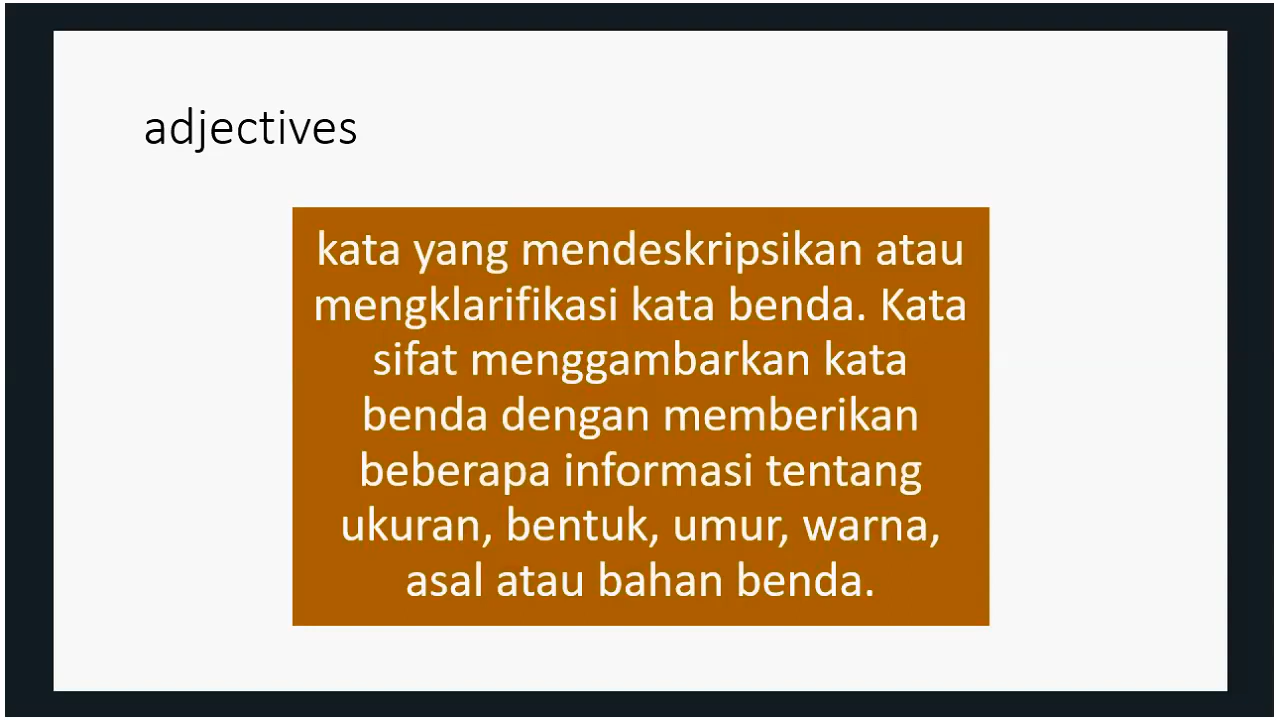 adjectives
kata yang mendeskripsikan atau
mengklarifikasi kata benda. Kata
sifat menggambarkan kata
benda dengan memberikan
beberapa informasi tentang
ukuran, bentuk, umur, warna,
asal atau bahan benda.